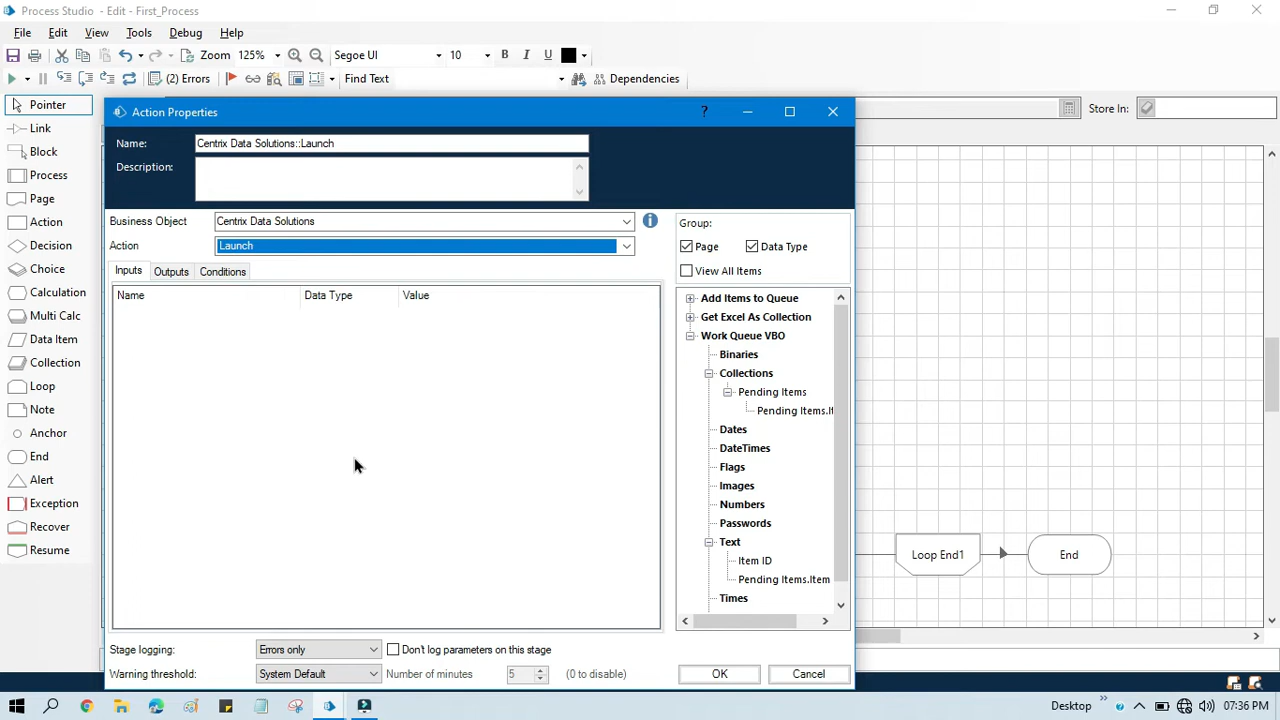 Process Studio - Edit - First_Process
File Edit View Tools Debug Help
Zoom 125% Segoe UI 10 B I U
(2) Errors Find Text Dependencies
Pointer
Link
Block
Process
Page
Action
Decision
Choice
Calculation
Multi Calc
Data Item
Collection
Loop
Note
Anchor
End
Alert
Exception
Recover
Resume
Store In:
Action Properties ?
Name: Centrix Data Solutions::Launch
Description:
Business Object Centrix Data Solutions
Action Launch
Inputs Outputs Conditions
Name Data Type Value
Group:
Page Data Type
View All Items
Add Items to Queue
Get Excel As Collection
Work Queue VBO
Binaries
Collections
Pending Items
Pending Items.It
Dates
DateTimes
Flags
Images
Numbers
Passwords
Text
Item ID
Pending Items.Item
Times
Stage logging: Errors only Don't log parameters on this stage
Warning threshold: System Default Number of minutes 5 (0 to disable)
OK Cancel
Loop End1 End
Desktop 07:36 PM